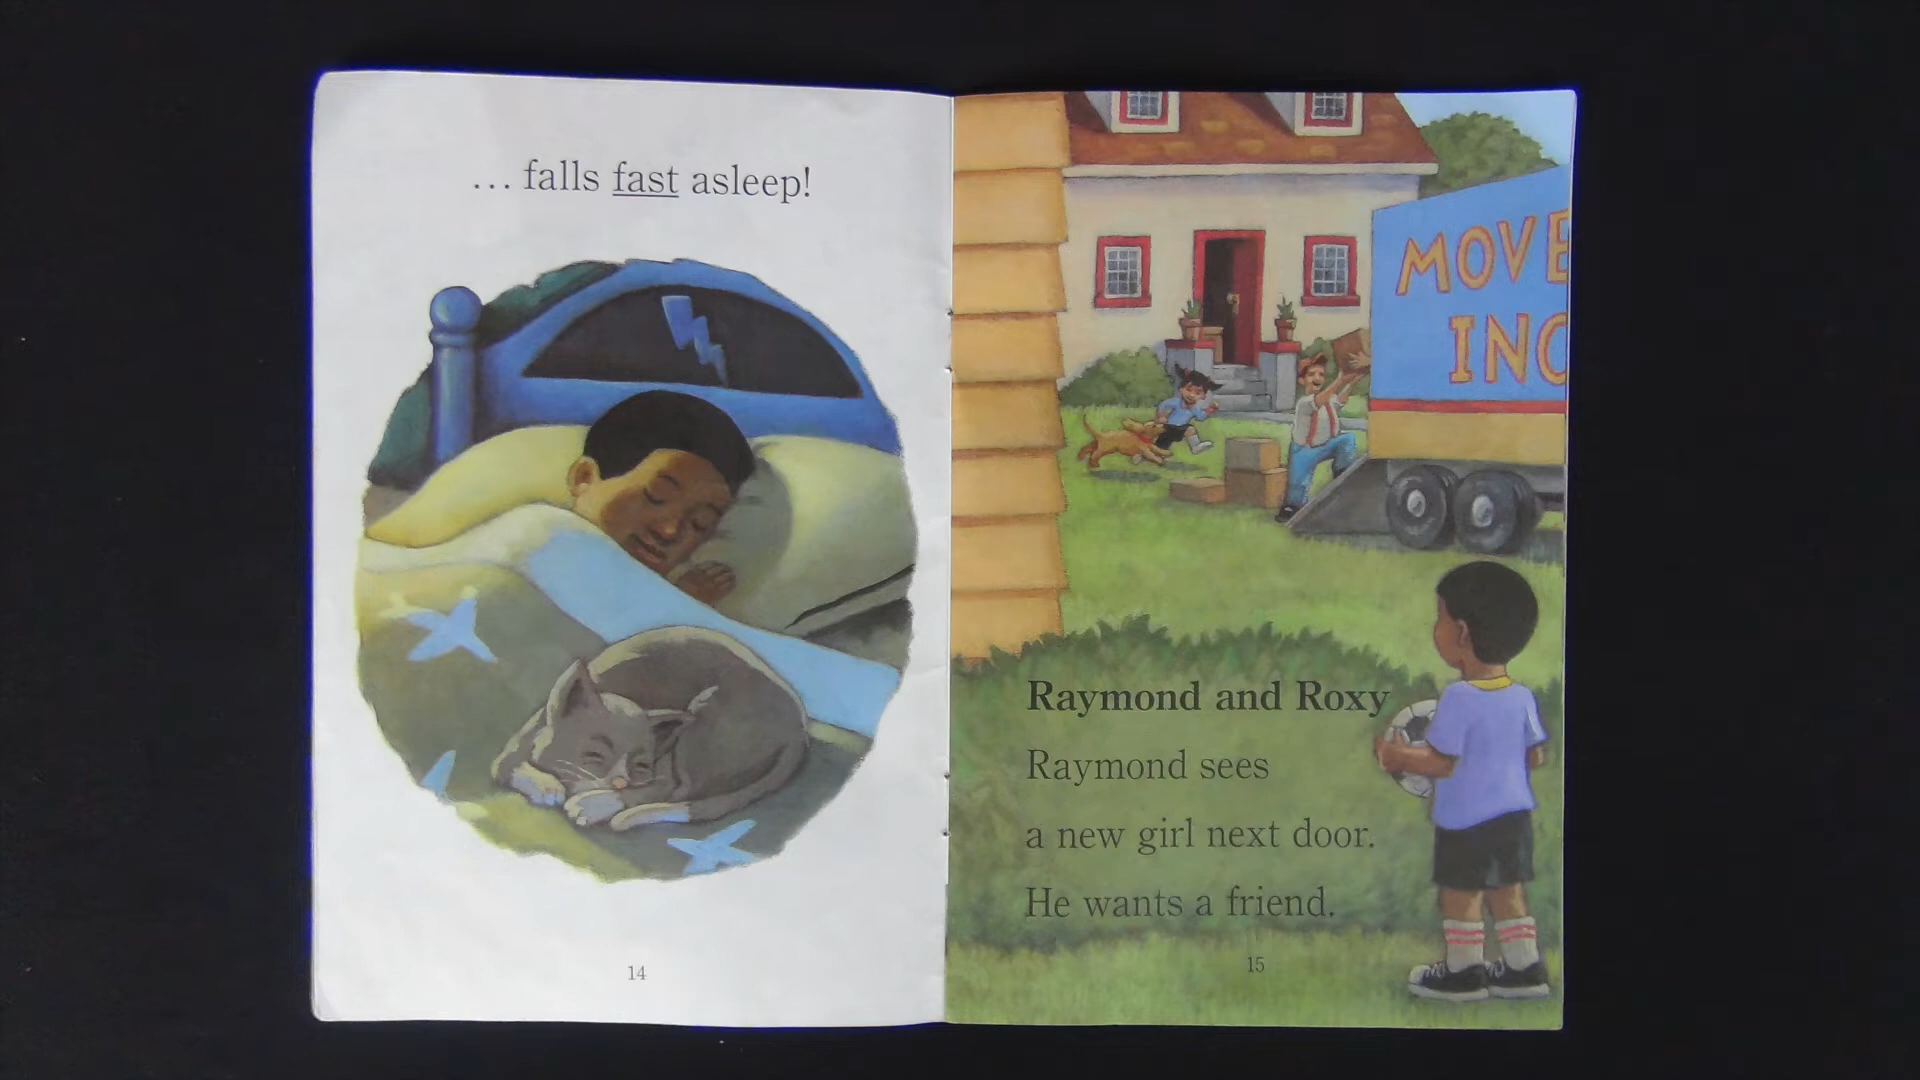 ... falls fast asleep!
14
MOVE
INC
Raymond and Roxy
Raymond sees
a new girl next door.
He wants a friend.
15